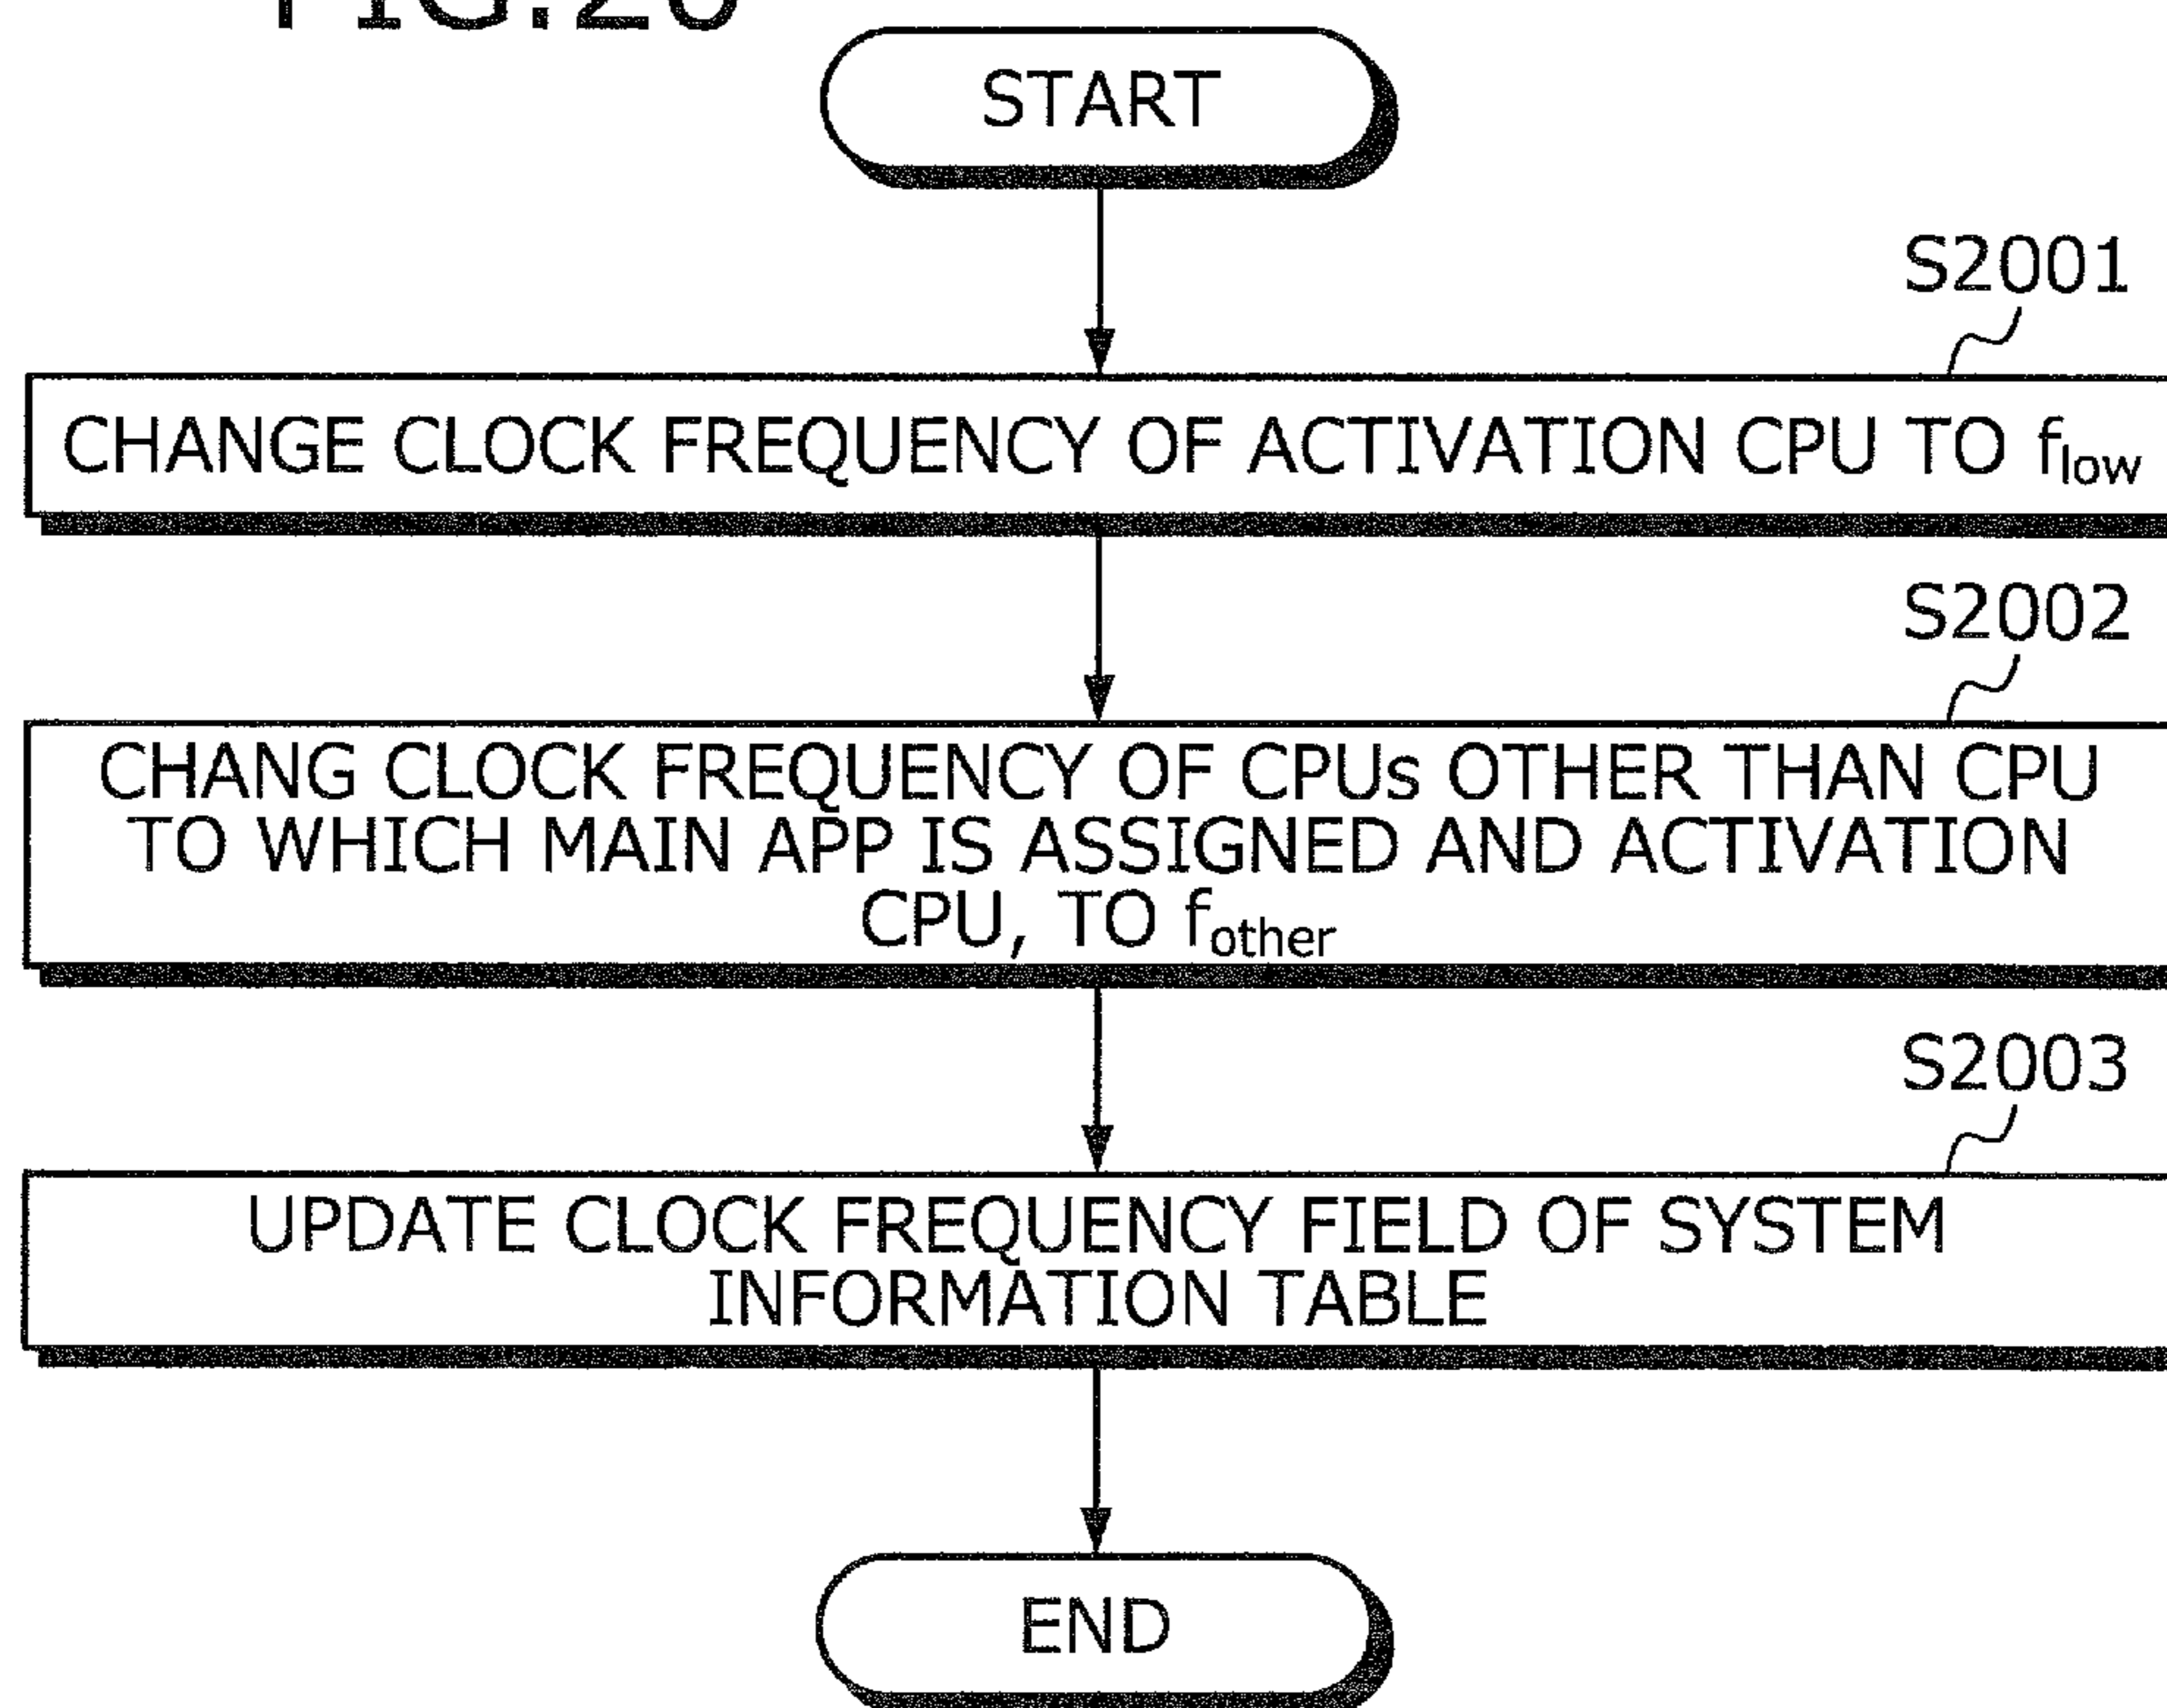 FIG.20
START
S2001
CHANGE CLOCK FREQUENCY OF ACTIVATION CPU TO flow
S2002
CHANG CLOCK FREQUENCY OF CPUs OTHER THAN CPU
TO WHICH MAIN APP IS ASSIGNED AND ACTIVATION
CPU, TO fother
S2003
UPDATE CLOCK FREQUENCY FIELD OF SYSTEM
INFORMATION TABLE
END